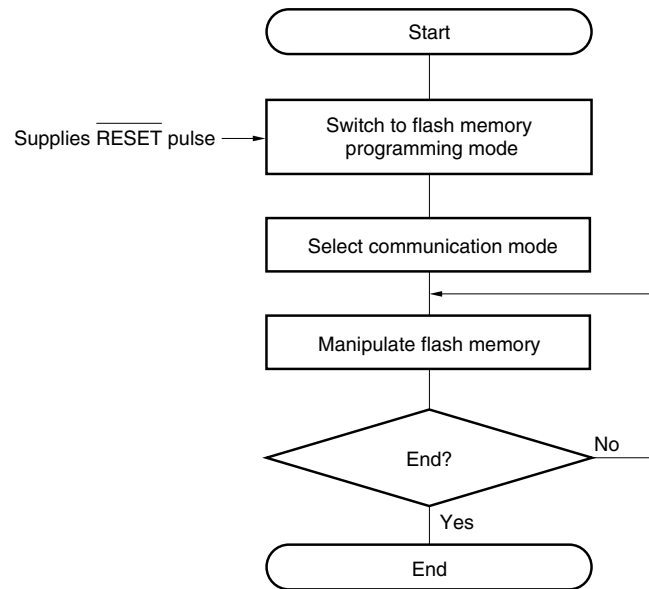 Start
Supplies RESET pulse
Switch to flash memory
programming mode
Select communication mode
Manipulate flash memory
End?
No
Yes
End